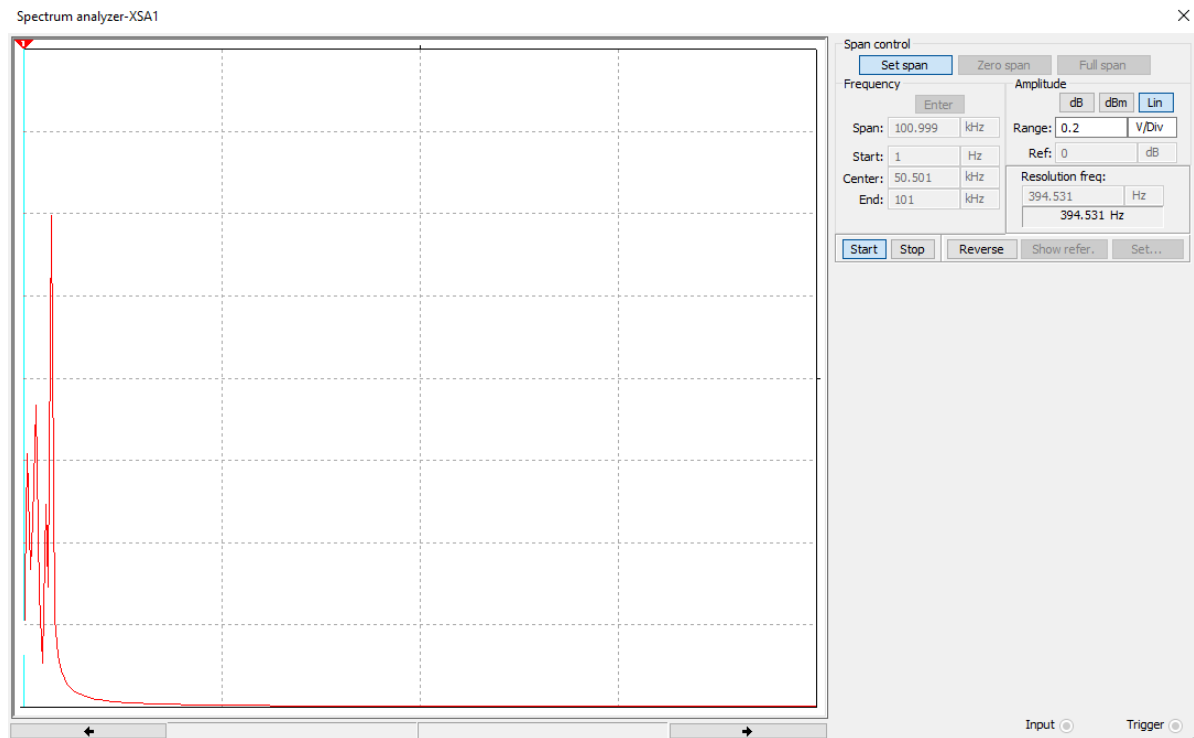 Spectrum analyzer-XSA1
1
Span control
Set span Zero span Full span
Frequency
Enter
Span: 100.999 kHz
Start: 1 Hz
Center: 50.501 kHz
End: 101 kHz
Amplitude
dB dBm Lin
Range: 0.2 V/Div
Ref: 0 dB
Resolution freq:
394.531 Hz
394.531 Hz
Start Stop Reverse Show refer. Set...
Input Trigger